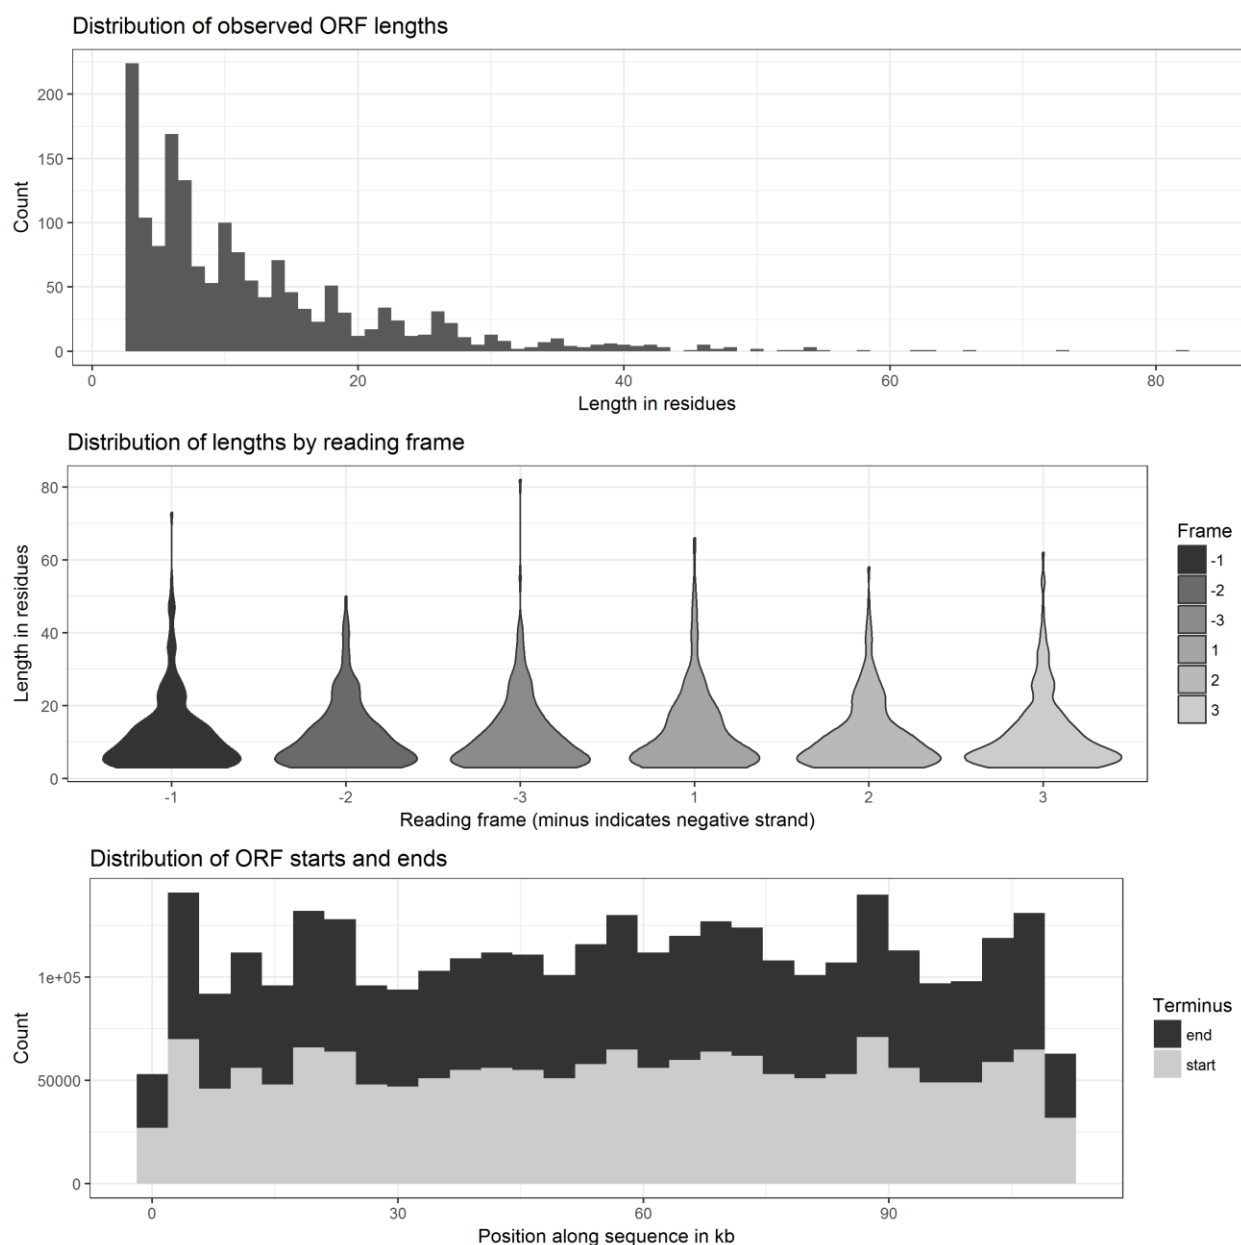 Distribution of observed ORF lengths
200
150
100
50
0
Count
0 20 40 60 80
Length in residues
Distribution of lengths by reading frame
80
60
40
20
0
Length in residues
-1 -2 -3 1 2 3
Reading frame (minus indicates negative strand)
Frame
-1
-2
-3
1
2
3
Distribution of ORF starts and ends
1e+05
50000
0
Count
0 30 60 90
Position along sequence in kb
Terminus
end
start